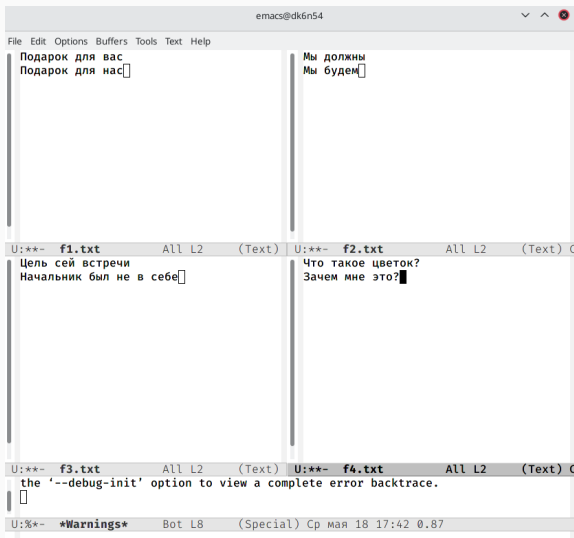 emacs@dk6n54
File Edit Options Buffers Tools Text Help
Подарок для вас
Подарок для нас
U:**- f1.txt All L2 (Text)
Мы должны
Мы будем
U:**- f2.txt All L2 (Text) C
Цель сей встречи
Начальник был не в себе
U:**- f3.txt All L2 (Text)
Что такое цветок?
Зачем мне это?
U:**- f4.txt All L2 (Text) C
the ‘--debug-init’ option to view a complete error backtrace.
U:%*- *Warnings* Bot L8 (Special) Ср мая 18 17:42 0.87